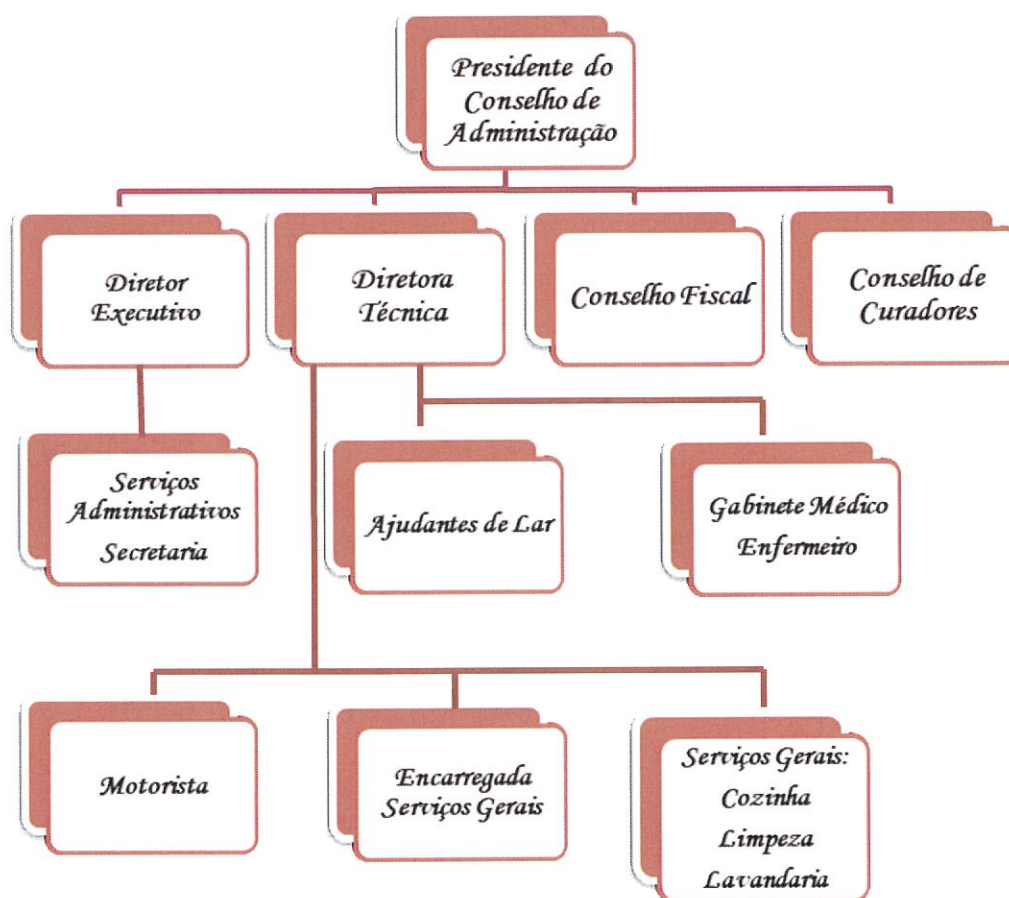 Presidente do
Conselho de
Administração
Diretor
Executivo
Diretora
Técnica
Conselho Fiscal
Conselho de
Curadores
Serviços
Administrativos
Secretaria
Ajudantes de Lar
Gabinete Médico
Enfermeiro
Motorista
Encarregada
Serviços Gerais
Serviços Gerais:
Cozinha
Limpeza
Lavandaria